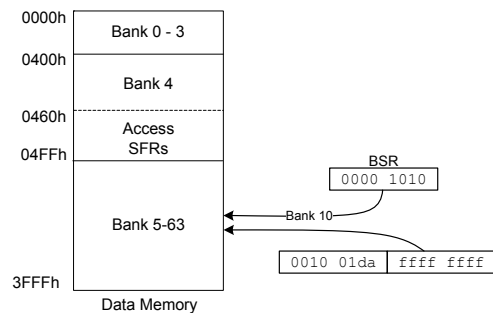 0000h
Bank 0 - 3
0400h
Bank 4
0460h
Access
SFRs
04FFh
BSR
0000 1010
Bank 5-63
Bank 10
0010 01da ffff ffff
3FFFh
Data Memory